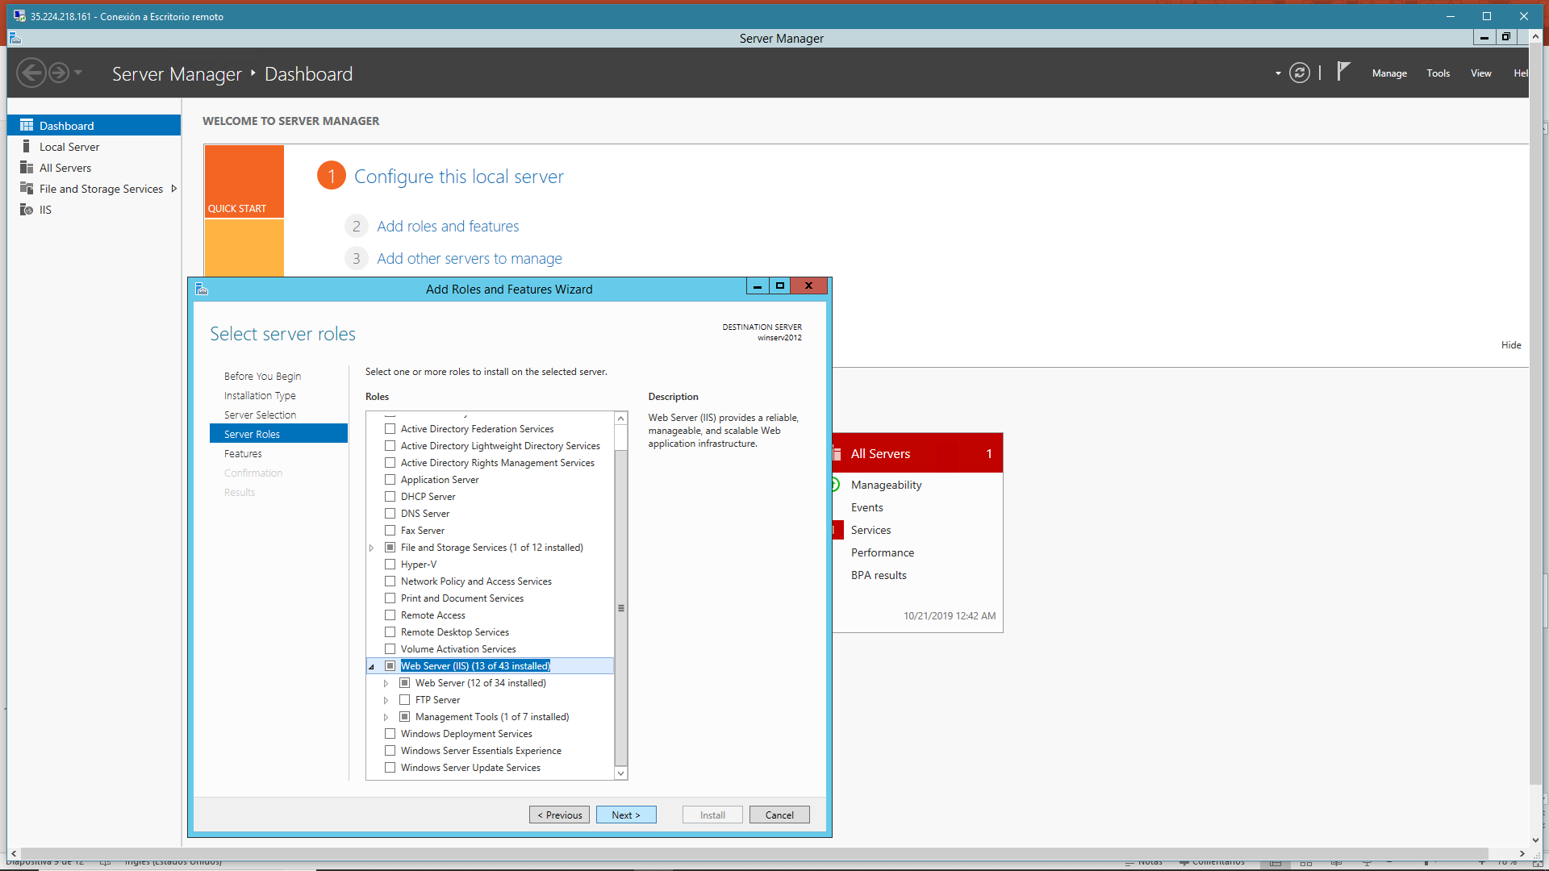 35.224.218.161 - Conexión a Escritorio remoto
Server Manager
Server Manager
Dashboard
Manage
Tools
View
Hel
Dashboard
Local Server
All Servers
File and Storage Services
IIS
WELCOME TO SERVER MANAGER
QUICK START
1
Configure this local server
2
Add roles and features
3
Add other servers to manage
Hide
Add Roles and Features Wizard
Select server roles
DESTINATION SERVER
winserv2012
Before You Begin
Installation Type
Server Selection
Server Roles
Features
Confirmation
Results
Select one or more roles to install on the selected server.
Roles
Active Directory Federation Services
Active Directory Lightweight Directory Services
Active Directory Rights Management Services
Application Server
DHCP Server
DNS Server
Fax Server
File and Storage Services (1 of 12 installed)
Hyper-V
Network Policy and Access Services
Print and Document Services
Remote Access
Remote Desktop Services
Volume Activation Services
Web Server (IIS) (13 of 43 installed)
Web Server (12 of 34 installed)
FTP Server
Management Tools (1 of 7 installed)
Windows Deployment Services
Windows Server Essentials Experience
Windows Server Update Services
Description
Web Server (IIS) provides a reliable,
manageable, and scalable Web
application infrastructure.
< Previous
Next >
Install
Cancel
All Servers
1
Manageability
Events
Services
Performance
BPA results
10/21/2019 12:42 AM
Diapositiva 9 de 12
Inglés (Estados Unidos)
Notas
Comentarios